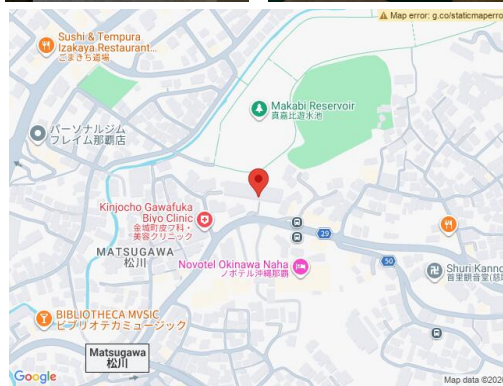 Map error: g.co/staticmaperro
Sushi & Tempura
Izakaya Restaurant...
ごまきち道場
パーソナルジム
フレイム那覇店
Makabi Reservoir
真嘉比遊水池
Kinjocho Gawafuka
Biyo Clinic
金城町皮フ科・
美容クリニック
29
MATSUGAWA
松川
Novotel Okinawa Naha
ノボテル沖縄那覇
50
Shuri Kanno
首里観音堂(慈
BIBLIOTHECA MVSIC
ビブリオテカミュージック
Matsugawa
松川
Google
Map data ©202